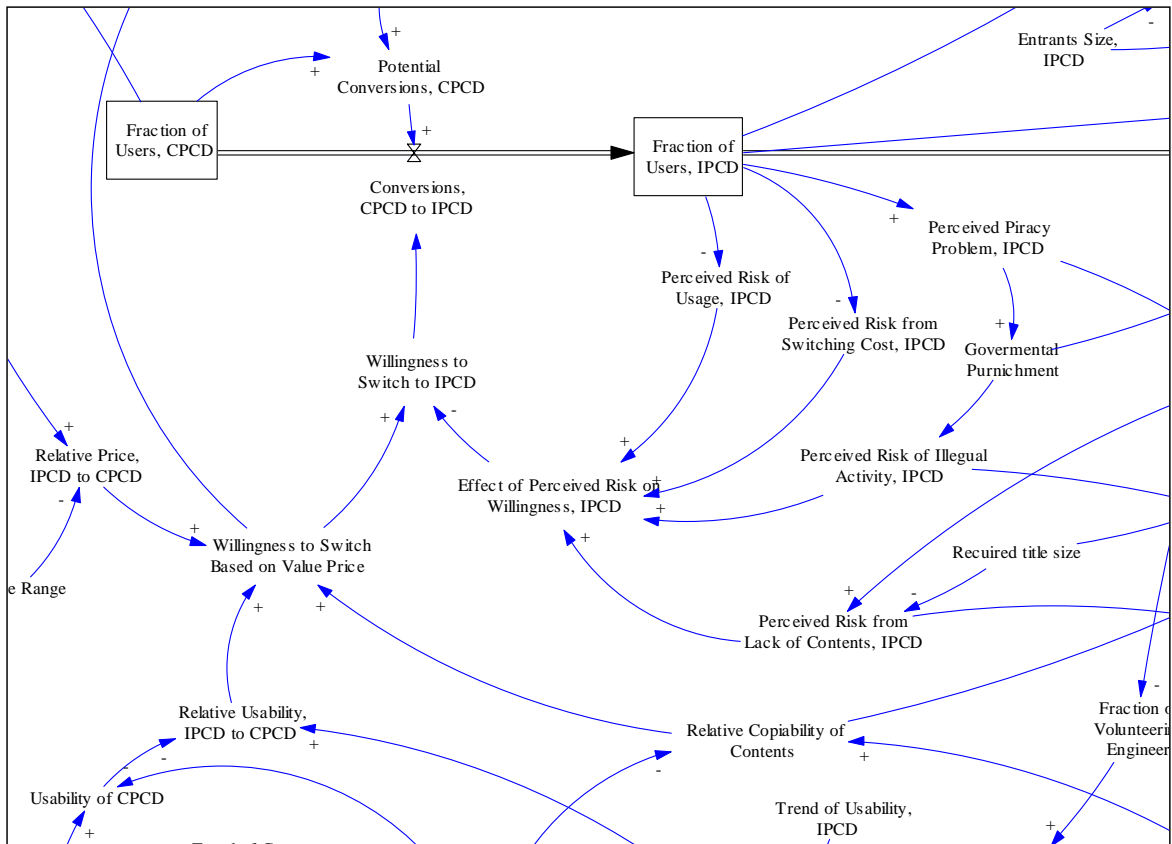 Entrants Size,
IPCD
Potential
Conversions, CPCD
Fraction of
Users, CPCD
Fraction of
Users, IPCD
Conversions,
CPCD to IPCD
Perceived Piracy
Problem, IPCD
Perceived Risk of
Usage, IPCD
Perceived Risk from
Switching Cost, IPCD
Govermental
Purnichment
Willingness to
Switch to IPCD
Relative Price,
IPCD to CPCD
Perceived Risk of Illegual
Activity, IPCD
Effect of Perceived Risk on
Willingness, IPCD
Willingness to Switch
Based on Value Price
Recuired title size
e Range
Perceived Risk from
Lack of Contents, IPCD
Relative Usability,
IPCD to CPCD
Relative Copiability of
Contents
Fraction
Usability of CPCD
Trend of Usability,
IPCD